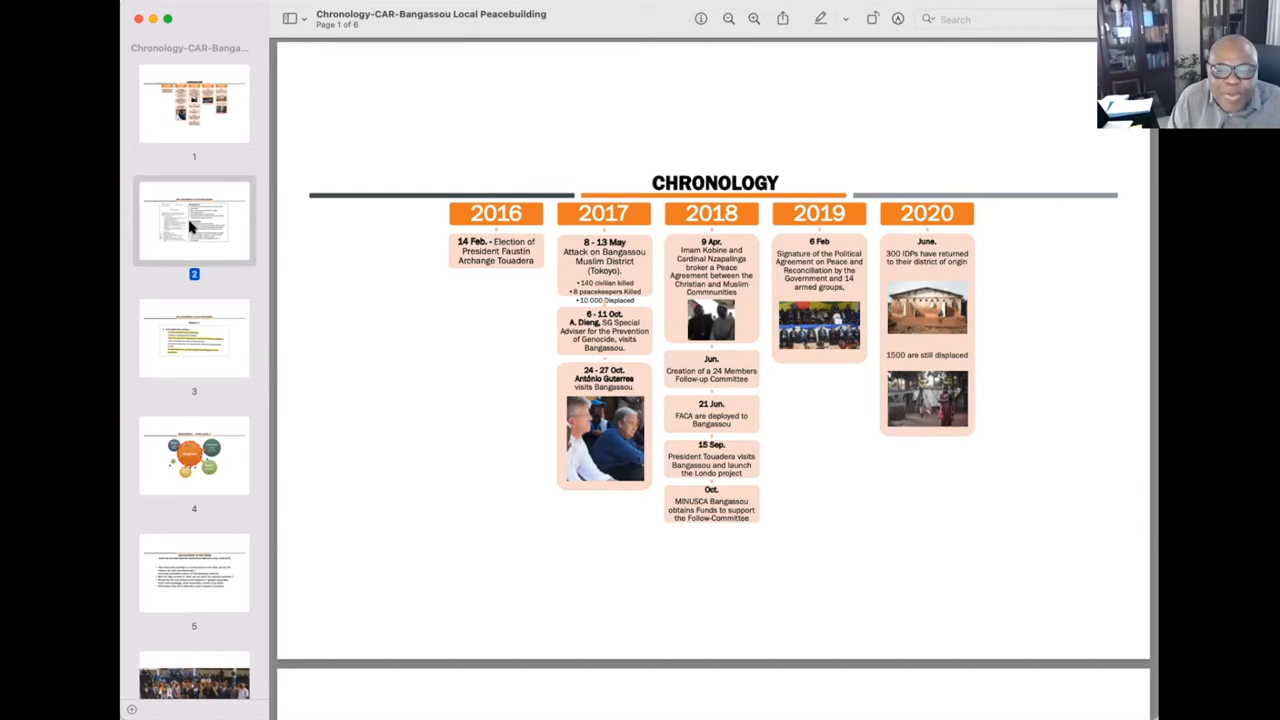 Chronology-CAR-Bangassou Local Peacebuilding
Page 1 of 6
Search
Chronology-CAR-Banga...
CHRONOLOGY
1
2
3
4
5
CHRONOLOGY
2016
14 Feb. - Election of
President Faustin
Archange Touadera
2017
8 - 13 May
Attack on Bangassou
Muslim District
(Tokoyo).
• 140 civilian killed
• 8 peacekeepers Killed
• 10 000 Displaced
6 - 11 Oct.
A. Dieng, SG Special
Adviser for the Prevention
of Genocide, visits
Bangassou.
24 - 27 Oct.
António Guterres
visits Bangassou
2018
9 Apr.
Imam Kobine and
Cardinal Nzapalinga
broker a Peace
Agreement between the
Christian and Muslim
Commnunities
Jun.
Creation of a 24 Members
Follow-up Committee
21 Jun.
FACA are deployed to
Bangassou
15 Sep.
President Touadera visits
Bangassou and launch
the Londo project
Oct.
MINUSCA Bangassou
obtains Funds to support
the Follow-Committee
2019
6 Feb
Signature of the Political
Agreement on Peace and
Reconciliation by the
Government and 14
armed groups,
2020
June.
300 IDPs have returned
to their district of origin
1500 are still displaced